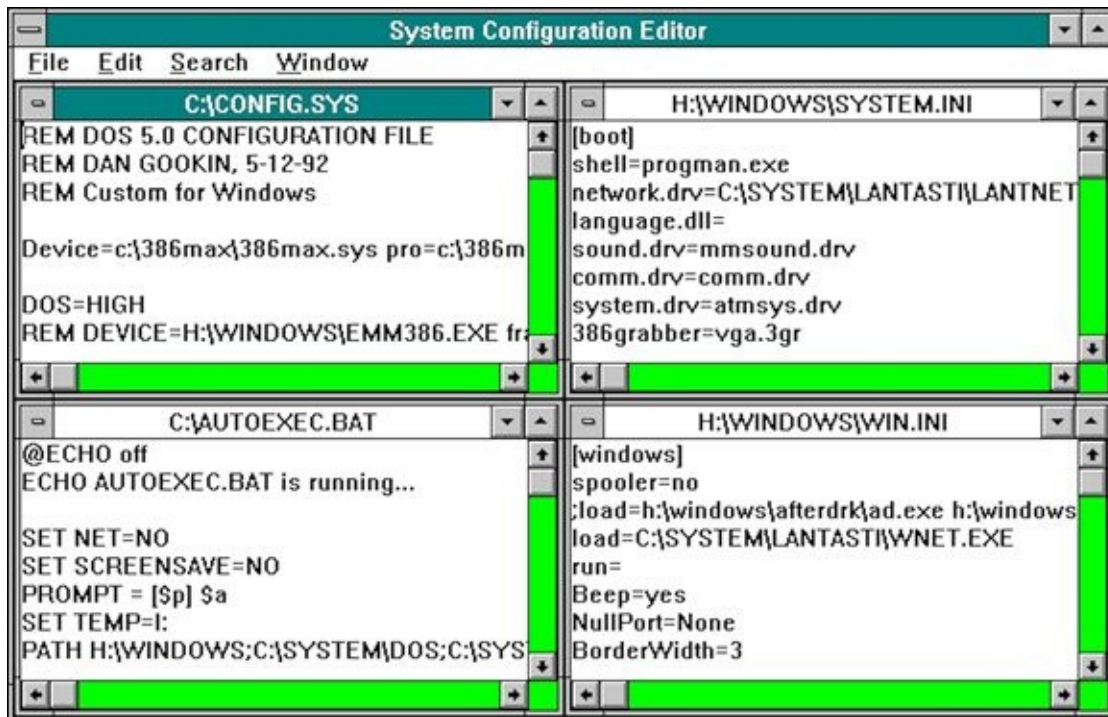 System Configuration Editor
File Edit Search Window
C:\CONFIG.SYS
REM DOS 5.0 CONFIGURATION FILE
REM DAN GOOKIN, 5-12-92
REM Custom for Windows
Device=c:\386max\386max.sys pro=c:\386m
DOS=HIGH
REM DEVICE=H:\WINDOWS\EMM386.EXE fra
H:\WINDOWS\SYSTEM.INI
[boot]
shell=progman.exe
network.drv=C:\SYSTEM\LANTASTI\LANTNET
language.dll=
sound.drv=mmsound.drv
comm.drv=comm.drv
system.drv=atmsys.drv
386grabber=vga.3gr
C:\AUTOEXEC.BAT
@ECHO off
ECHO AUTOEXEC.BAT is running...
SET NET=NO
SET SCREENSAVE=NO
PROMPT = [$p] $a
SET TEMP=I:
PATH H:\WINDOWS;C:\SYSTEM\DOS;C:\SYS
H:\WINDOWS\WIN.INI
[windows]
spooler=no
;load=h:\windows\afterdrk\ad.exe h:\windows
load=C:\SYSTEM\LANTASTI\WNET.EXE
run=
Beep=yes
NullPort=None
BorderWidth=3